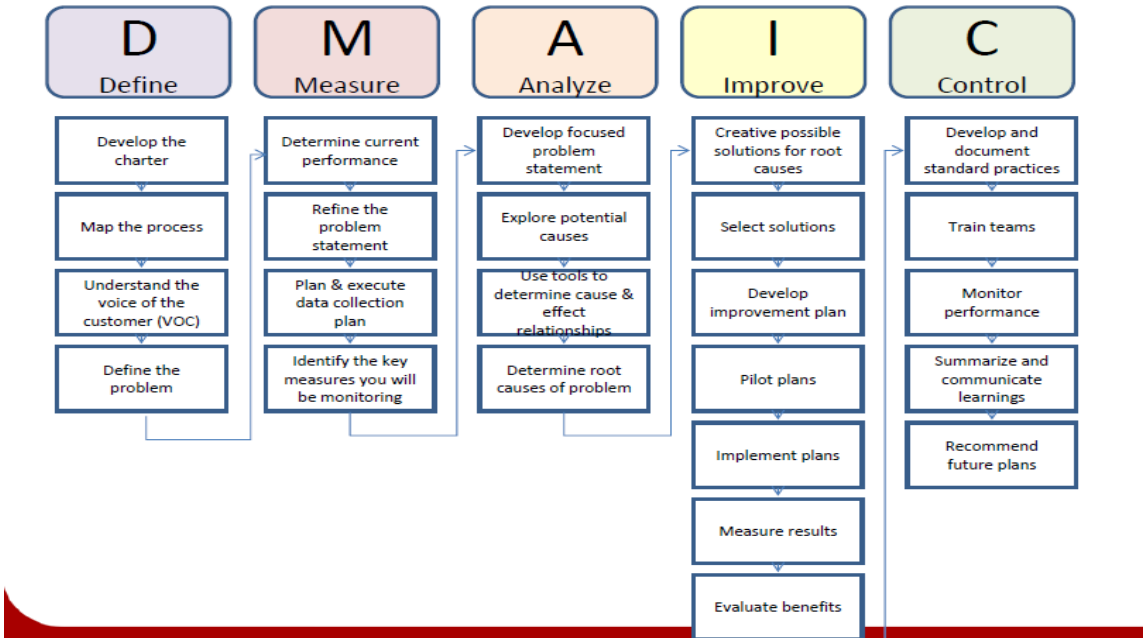 D
Define
M
Measure
A
Analyze
I
Improve
C
Control
Develop the
charter
Map the process
Understand the
voice of the
customer (VOC)
Define the
problem
Determine current
performance
Refine the
problem
statement
Plan & execute
data collection
plan
Identify the key
measures you will
be monitoring
Develop focused
problem
statement
Explore potential
causes
Use tools to
determine cause &
effect
relationships
Determine root
causes of problem
Creative possible
solutions for root
causes
Select solutions
Develop
improvement plan
Pilot plans
Implement plans
Measure results
Evaluate benefits
Develop and
document
standard practices
Train teams
Monitor
performance
Summarize and
communicate
learnings
Recommend
future plans